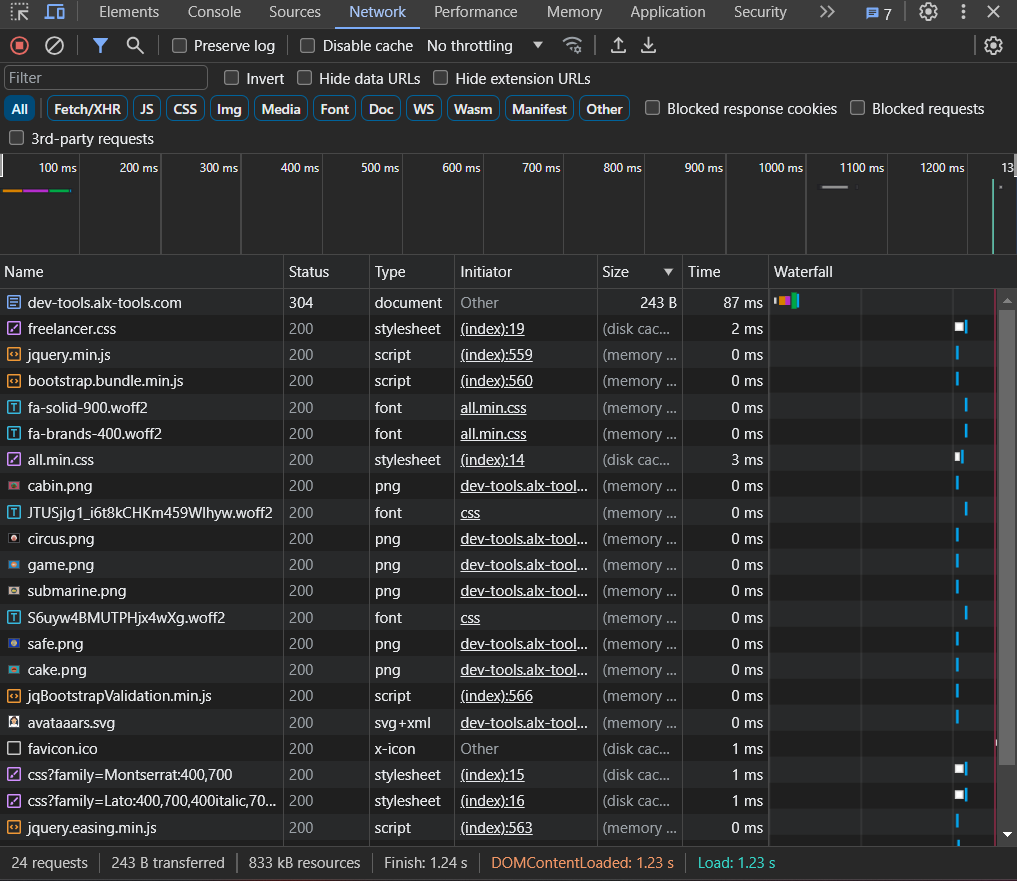 Elements Console Sources Network Performance Memory Application Security 7
Preserve log Disable cache No throttling
Filter Invert Hide data URLs Hide extension URLs
All Fetch/XHR JS CSS Img Media Font Doc WS Wasm Manifest Other Blocked response cookies Blocked requests
3rd-party requests
100 ms 200 ms 300 ms 400 ms 500 ms 600 ms 700 ms 800 ms 900 ms 1000 ms 1100 ms 1200 ms 13
Name Status Type Initiator Size Time Waterfall
dev-tools.alx-tools.com 304 document Other 243 B 87 ms
freelancer.css 200 stylesheet (index):19 (disk cac... 2 ms
jquery.min.js 200 script (index):559 (memory ... 0 ms
bootstrap.bundle.min.js 200 script (index):560 (memory ... 0 ms
fa-solid-900.woff2 200 font all.min.css (memory ... 0 ms
fa-brands-400.woff2 200 font all.min.css (memory ... 0 ms
all.min.css 200 stylesheet (index):14 (disk cac... 3 ms
cabin.png 200 png dev-tools.alx-tool... (memory ... 0 ms
JTUSjIg1_i6t8kCHKm459Wlhyw.woff2 200 font css (memory ... 0 ms
circus.png 200 png dev-tools.alx-tool... (memory ... 0 ms
game.png 200 png dev-tools.alx-tool... (memory ... 0 ms
submarine.png 200 png dev-tools.alx-tool... (memory ... 0 ms
S6uyw4BMUTPHjx4wXg.woff2 200 font css (memory ... 0 ms
safe.png 200 png dev-tools.alx-tool... (memory ... 0 ms
cake.png 200 png dev-tools.alx-tool... (memory ... 0 ms
jqBootstrapValidation.min.js 200 script (index):566 (memory ... 0 ms
avataaars.svg 200 svg+xml dev-tools.alx-tool... (memory ... 0 ms
favicon.ico 200 x-icon Other (disk cac... 1 ms
css?family=Montserrat:400,700 200 stylesheet (index):15 (disk cac... 1 ms
css?family=Lato:400,700,400italic,70... 200 stylesheet (index):16 (disk cac... 1 ms
jquery.easing.min.js 200 script (index):563 (memory ... 0 ms
24 requests 243 B transferred 833 kB resources Finish: 1.24 s DOMContentLoaded: 1.23 s Load: 1.23 s